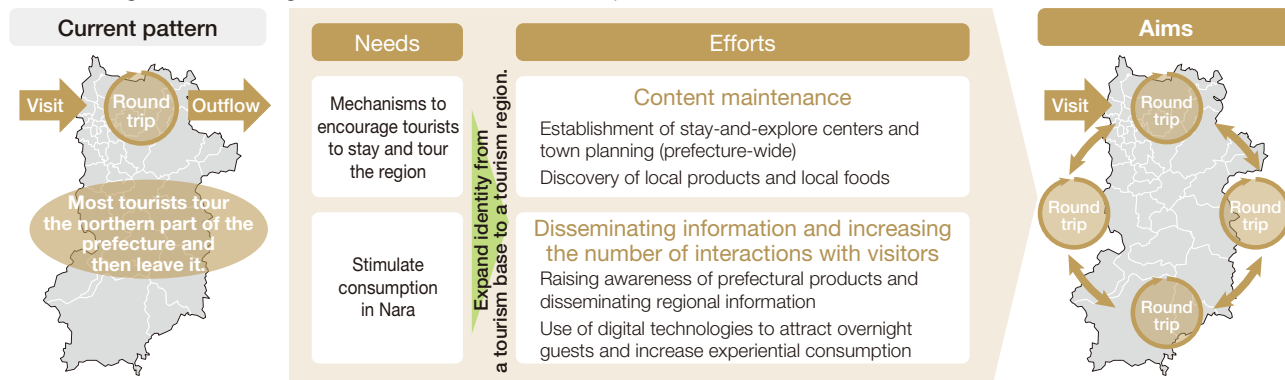 Current pattern
Visit
Round
trip
Outflow
Most tourists tour
the northern part of the
prefecture and
then leave it.
Needs
Mechanisms to
encourage tourists
to stay and tour
the region
Stimulate
consumption
in Nara
Expand identity from
a tourism base to a tourism region.
Efforts
Content maintenance
Establishment of stay-and-explore centers and
town planning (prefecture-wide)
Discovery of local products and local foods
Disseminating information and increasing
the number of interactions with visitors
Raising awareness of prefectural products and
disseminating regional information
Use of digital technologies to attract overnight
guests and increase experiential consumption
Aims
Visit
Round
trip
Round
trip
Round
trip
Round
trip